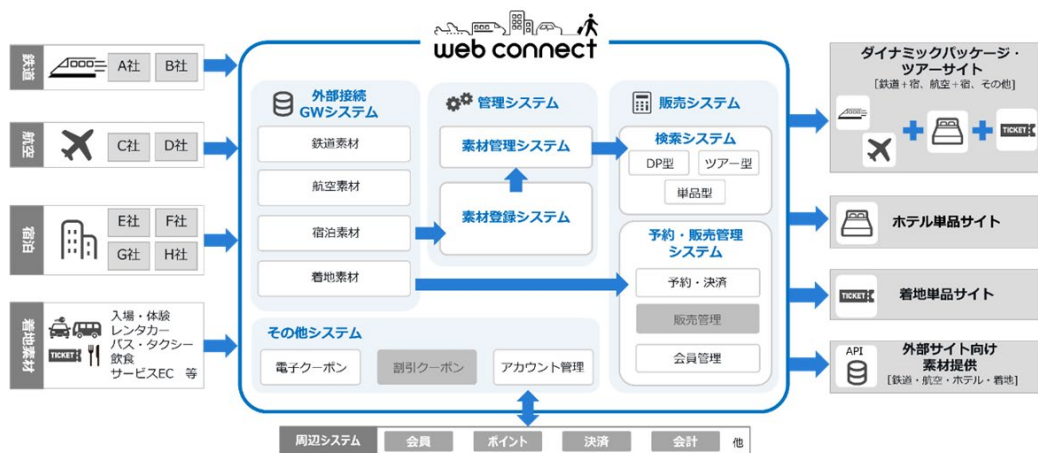 web connect
鉄道
A社
B社
航空
C社
D社
宿泊
E社
F社
G社
H社
着地素材
入場・体験
レンタカー
バス・タクシー
飲食
サービスEC 等
TICKET
外部接続
GWシステム
鉄道素材
航空素材
宿泊素材
着地素材
管理システム
素材管理システム
素材登録システム
販売システム
検索システム
DP型
ツアー型
単品型
予約・販売管理
システム
予約・決済
販売管理
会員管理
その他システム
電子クーポン
割引クーポン
アカウント管理
周辺システム
会員
ポイント
決済
会計
他
ダイナミックパッケージ・
ツアーサイト
[鉄道+宿、航空+宿、その他]
TICKET
ホテル単品サイト
TICKET
着地単品サイト
API
外部サイト向け
素材提供
[鉄道・航空・ホテル・着地]